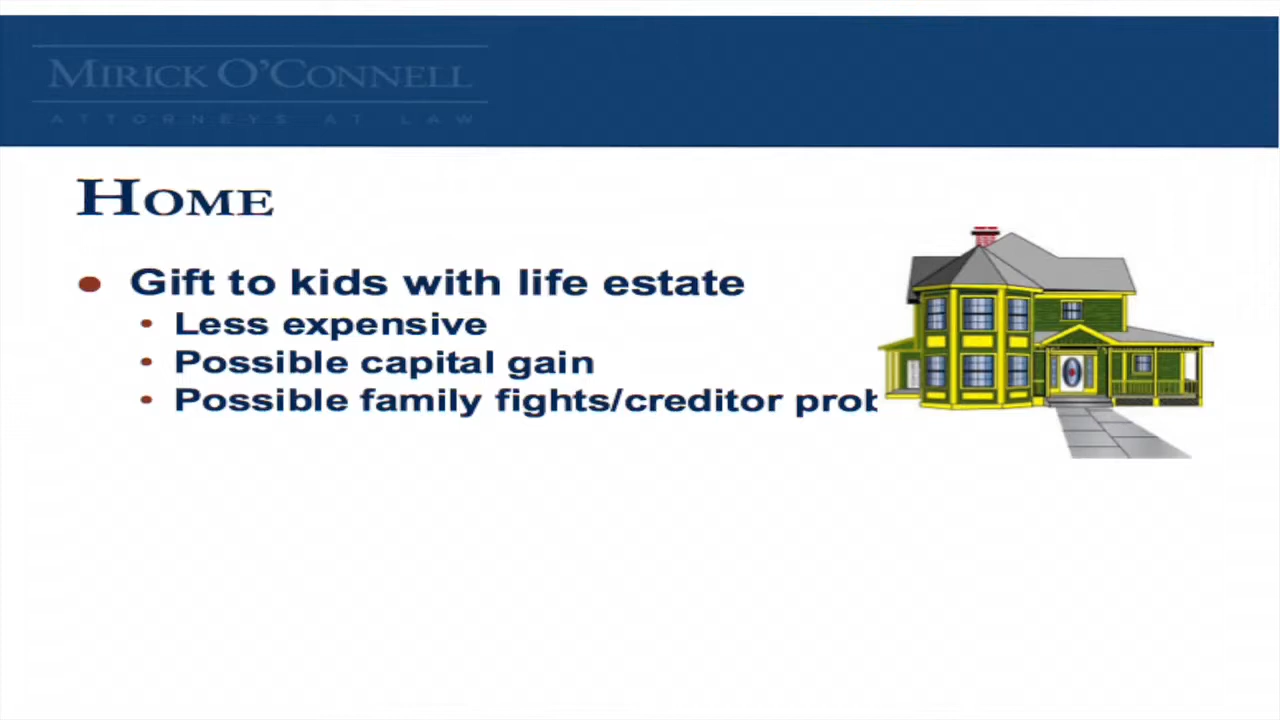 MIRICK O'CONNELL
ATTORNEYS AT LAW
HOME
Gift to kids with life estate
Less expensive
Possible capital gain
Possible family fights/creditor prob